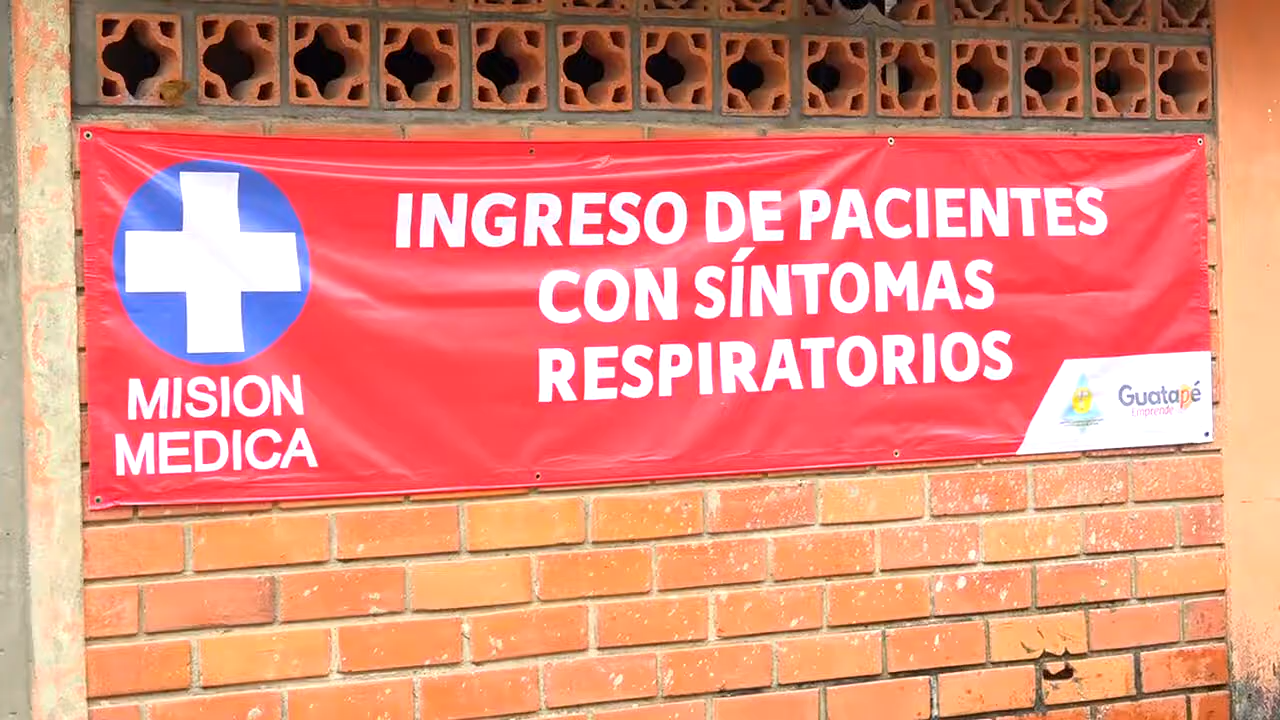 INGRESO DE PACIENTES
CON SÍNTOMAS
RESPIRATORIOS
MISION
MEDICA
Guatapé
Emprende